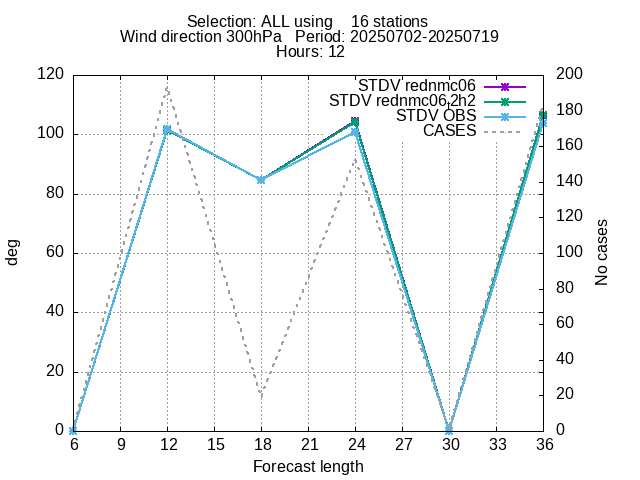 Selection: ALL using    16 stations
Wind direction 300hPa   Period: 20250702-20250719
Hours: 12
STDV rednmc06
STDV rednmc06,2h2
STDV OBS
CASES
deg
No cases
120
100
80
60
40
20
0
200
180
160
140
120
100
80
60
40
20
0
6 9 12 15 18 21 24 27 30 33 36
Forecast length